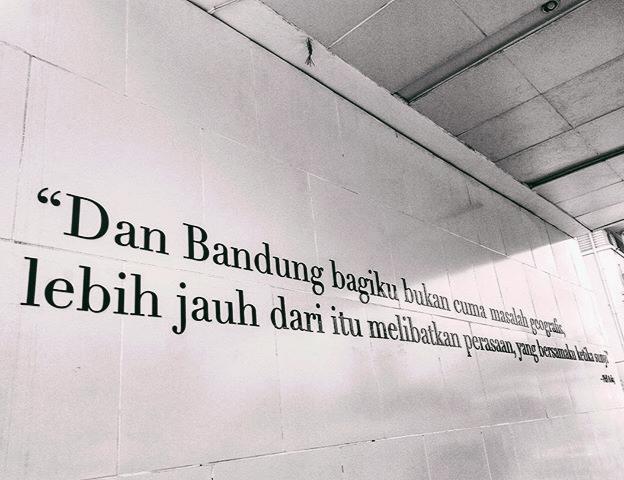 “Dan Bandung bagiku bukan cuma masalah geografis,
lebih jauh dari itu melibatkan perasaan, yang bersamaku ketika sunyi”